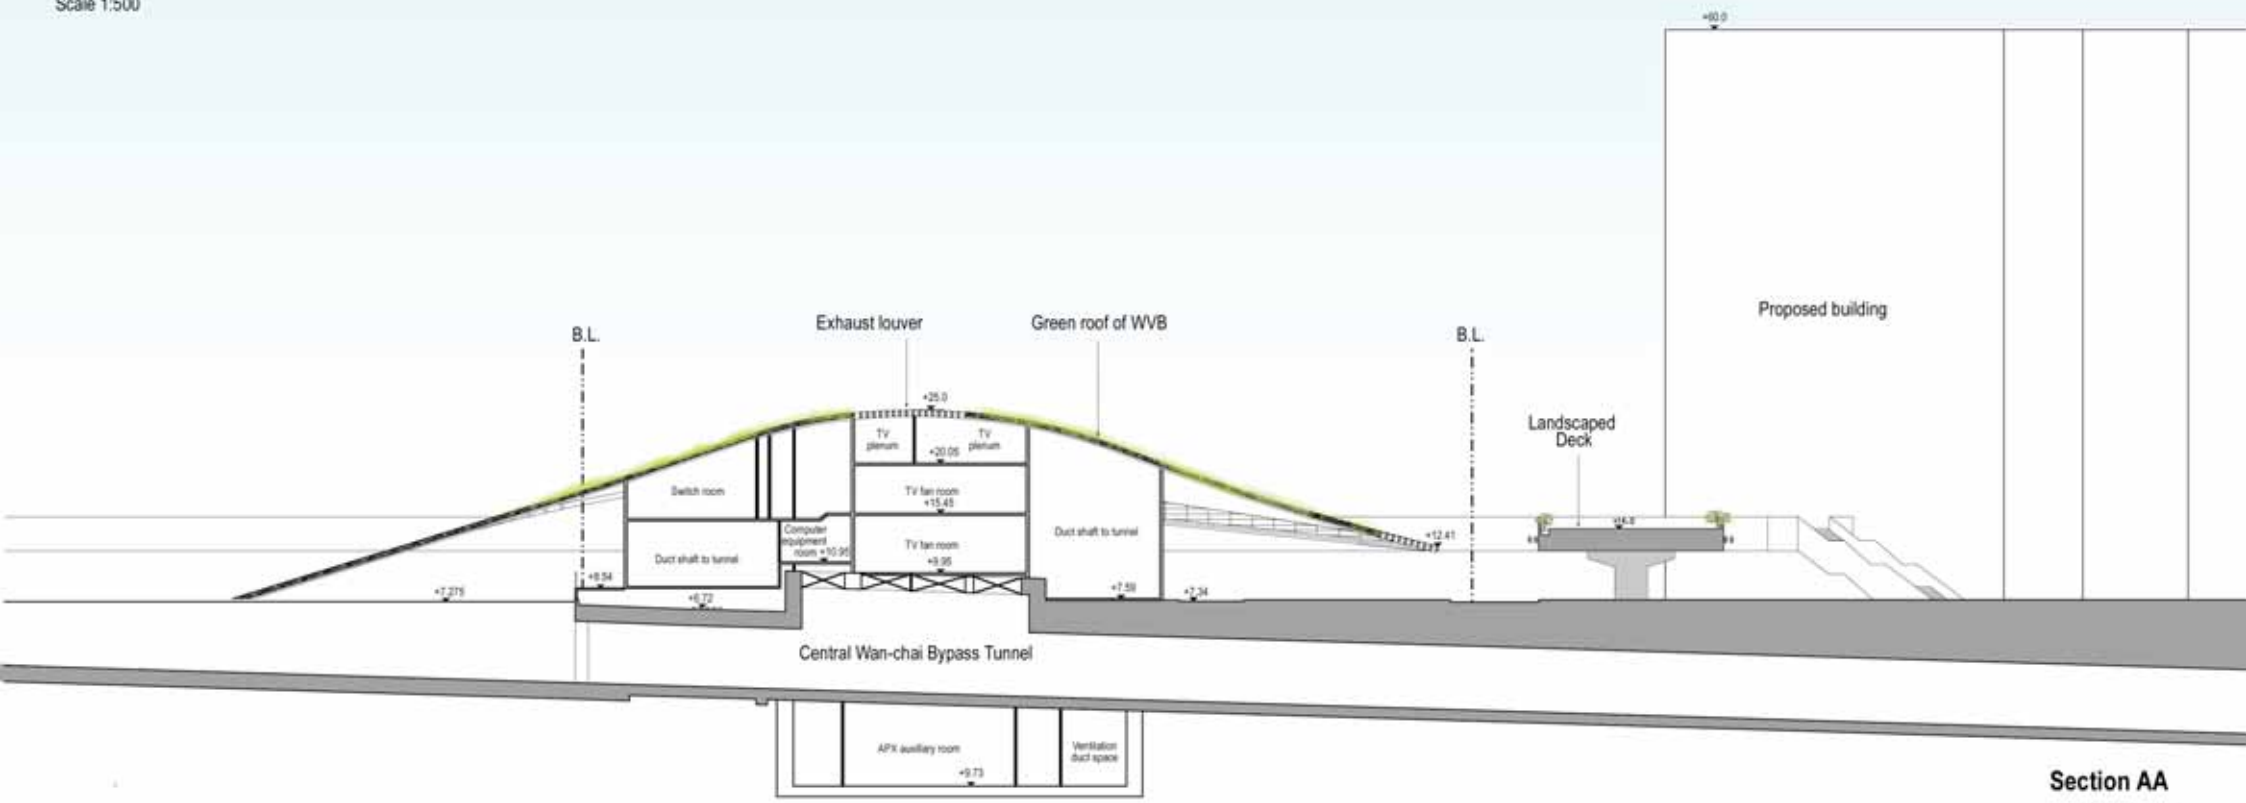 Scale 1:500
+60.0
Proposed building
Exhaust louver
Green roof of WVB
B.L.
B.L.
+25.0
Landscaped
Deck
TV
plenum
TV
plenum
+20.05
Switch room
TV fan room
+15.45
Computer
equipment
room +10.95
Duct shaft to tunnel
TV fan room
+9.95
Duct shaft to tunnel
+12.41
+8.54
+7.275
+6.72
+7.59
+7.34
Central Wan-chai Bypass Tunnel
APX auxiliary room
Ventilation
duct space
+9.73
Section AA